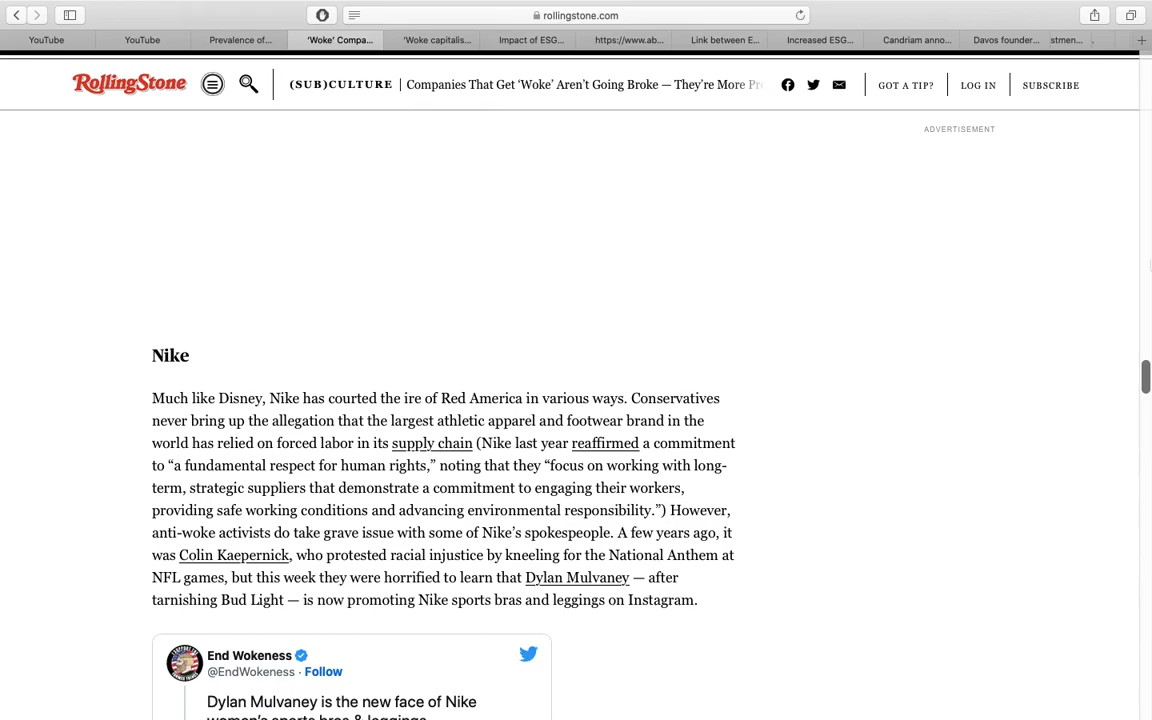 rollingstone.com
YouTube YouTube Prevalence of... 'Woke' Compa... 'Woke capitalis... Impact of ESG... https://www.ab... Link between E... Increased ESG... Candriam anno... Davos founder... stmen...
RollingStone (SUB)CULTURE | Companies That Get ‘Woke’ Aren’t Going Broke — They’re More Pr GOT A TIP? LOG IN SUBSCRIBE
ADVERTISEMENT
Nike
Much like Disney, Nike has courted the ire of Red America in various ways. Conservatives
never bring up the allegation that the largest athletic apparel and footwear brand in the
world has relied on forced labor in its supply chain (Nike last year reaffirmed a commitment
to “a fundamental respect for human rights,” noting that they “focus on working with long-
term, strategic suppliers that demonstrate a commitment to engaging their workers,
providing safe working conditions and advancing environmental responsibility.”) However,
anti-woke activists do take grave issue with some of Nike’s spokespeople. A few years ago, it
was Colin Kaepernick, who protested racial injustice by kneeling for the National Anthem at
NFL games, but this week they were horrified to learn that Dylan Mulvaney — after
tarnishing Bud Light — is now promoting Nike sports bras and leggings on Instagram.
End Wokeness
@EndWokeness · Follow
Dylan Mulvaney is the new face of Nike
women's sports bras & leggings